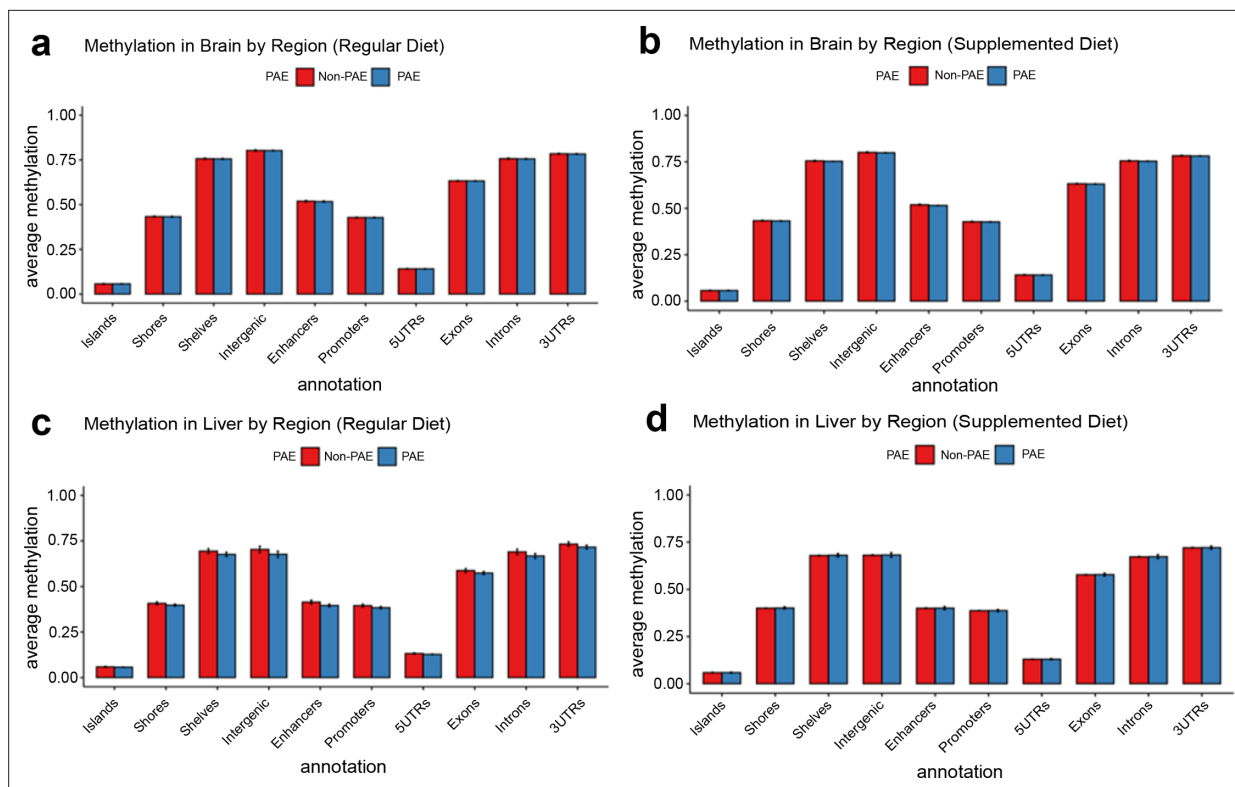 a Methylation in Brain by Region (Regular Diet)
PAE Non-PAE PAE
average methylation
1.00
0.75
0.50
0.25
0.00
Islands Shores Shelves Intergenic Enhancers Promoters 5UTRs Exons Introns 3UTRs
annotation
b Methylation in Brain by Region (Supplemented Diet)
PAE Non-PAE PAE
average methylation
1.00
0.75
0.50
0.25
0.00
Islands Shores Shelves Intergenic Enhancers Promoters 5UTRs Exons Introns 3UTRs
annotation
c Methylation in Liver by Region (Regular Diet)
PAE Non-PAE PAE
average methylation
1.00
0.75
0.50
0.25
0.00
Islands Shores Shelves Intergenic Enhancers Promoters 5UTRs Exons Introns 3UTRs
annotation
d Methylation in Liver by Region (Supplemented Diet)
PAE Non-PAE PAE
average methylation
1.00
0.75
0.50
0.25
0.00
Islands Shores Shelves Intergenic Enhancers Promoters 5UTRs Exons Introns 3UTRs
annotation